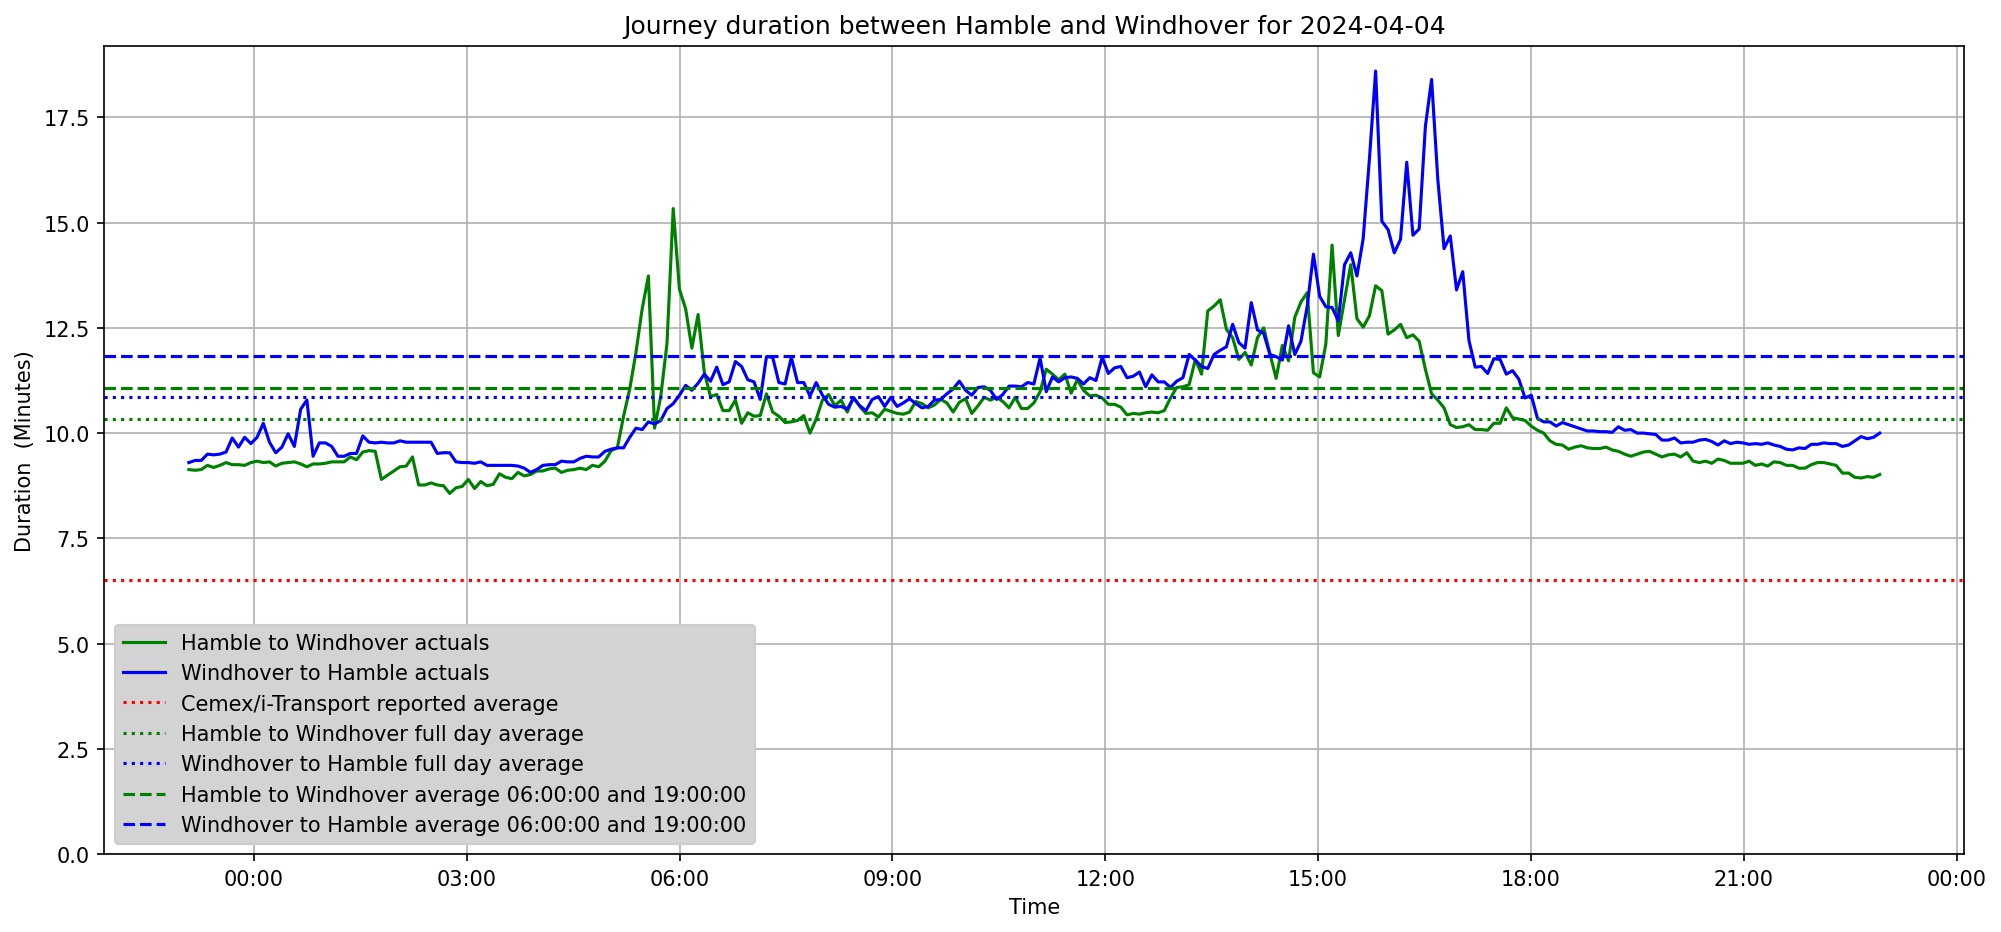 Journey duration between Hamble and Windhover for 2024-04-04
17.5
15.0
12.5
10.0
7.5
5.0
2.5
0.0
Duration (Minutes)
Hamble to Windhover actuals
Windhover to Hamble actuals
Cemex/i-Transport reported average
Hamble to Windhover full day average
Windhover to Hamble full day average
Hamble to Windhover average 06:00:00 and 19:00:00
Windhover to Hamble average 06:00:00 and 19:00:00
00:00 03:00 06:00 09:00 12:00 15:00 18:00 21:00 00:00
Time